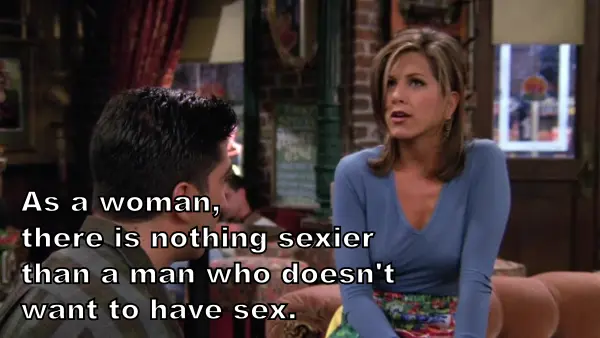 As a woman,
there is nothing sexier
than a man who doesn't
want to have sex.